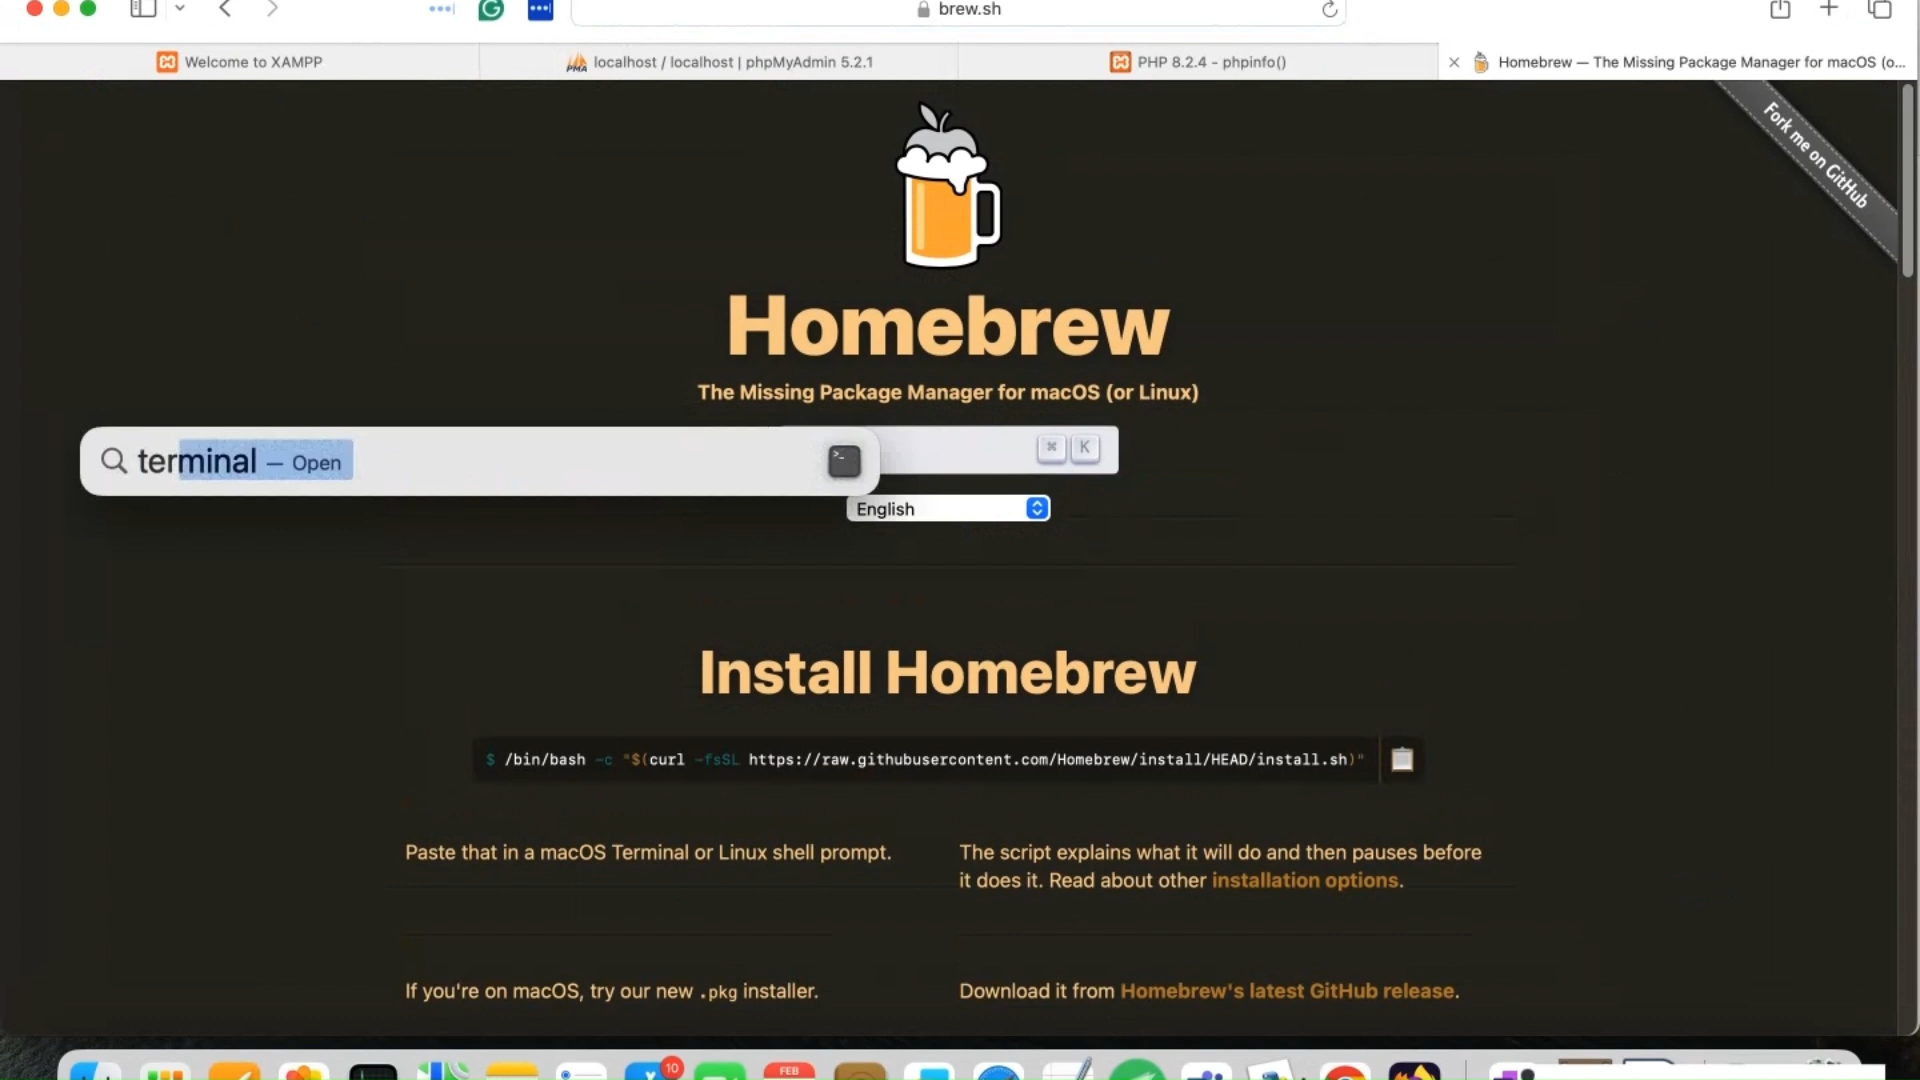 brew.sh
Welcome to XAMPP
PMA localhost / localhost | phpMyAdmin 5.2.1
PHP 8.2.4 - phpinfo()
Homebrew — The Missing Package Manager for macOS (o...
Fork me on GitHub
Homebrew
The Missing Package Manager for macOS (or Linux)
terminal — Open
⌘ K
English
Install Homebrew
$ /bin/bash -c "$(curl -fsSL https://raw.githubusercontent.com/Homebrew/install/HEAD/install.sh)"
Paste that in a macOS Terminal or Linux shell prompt.
The script explains what it will do and then pauses before
it does it. Read about other installation options.
If you're on macOS, try our new .pkg installer.
Download it from Homebrew's latest GitHub release.
10
FEB